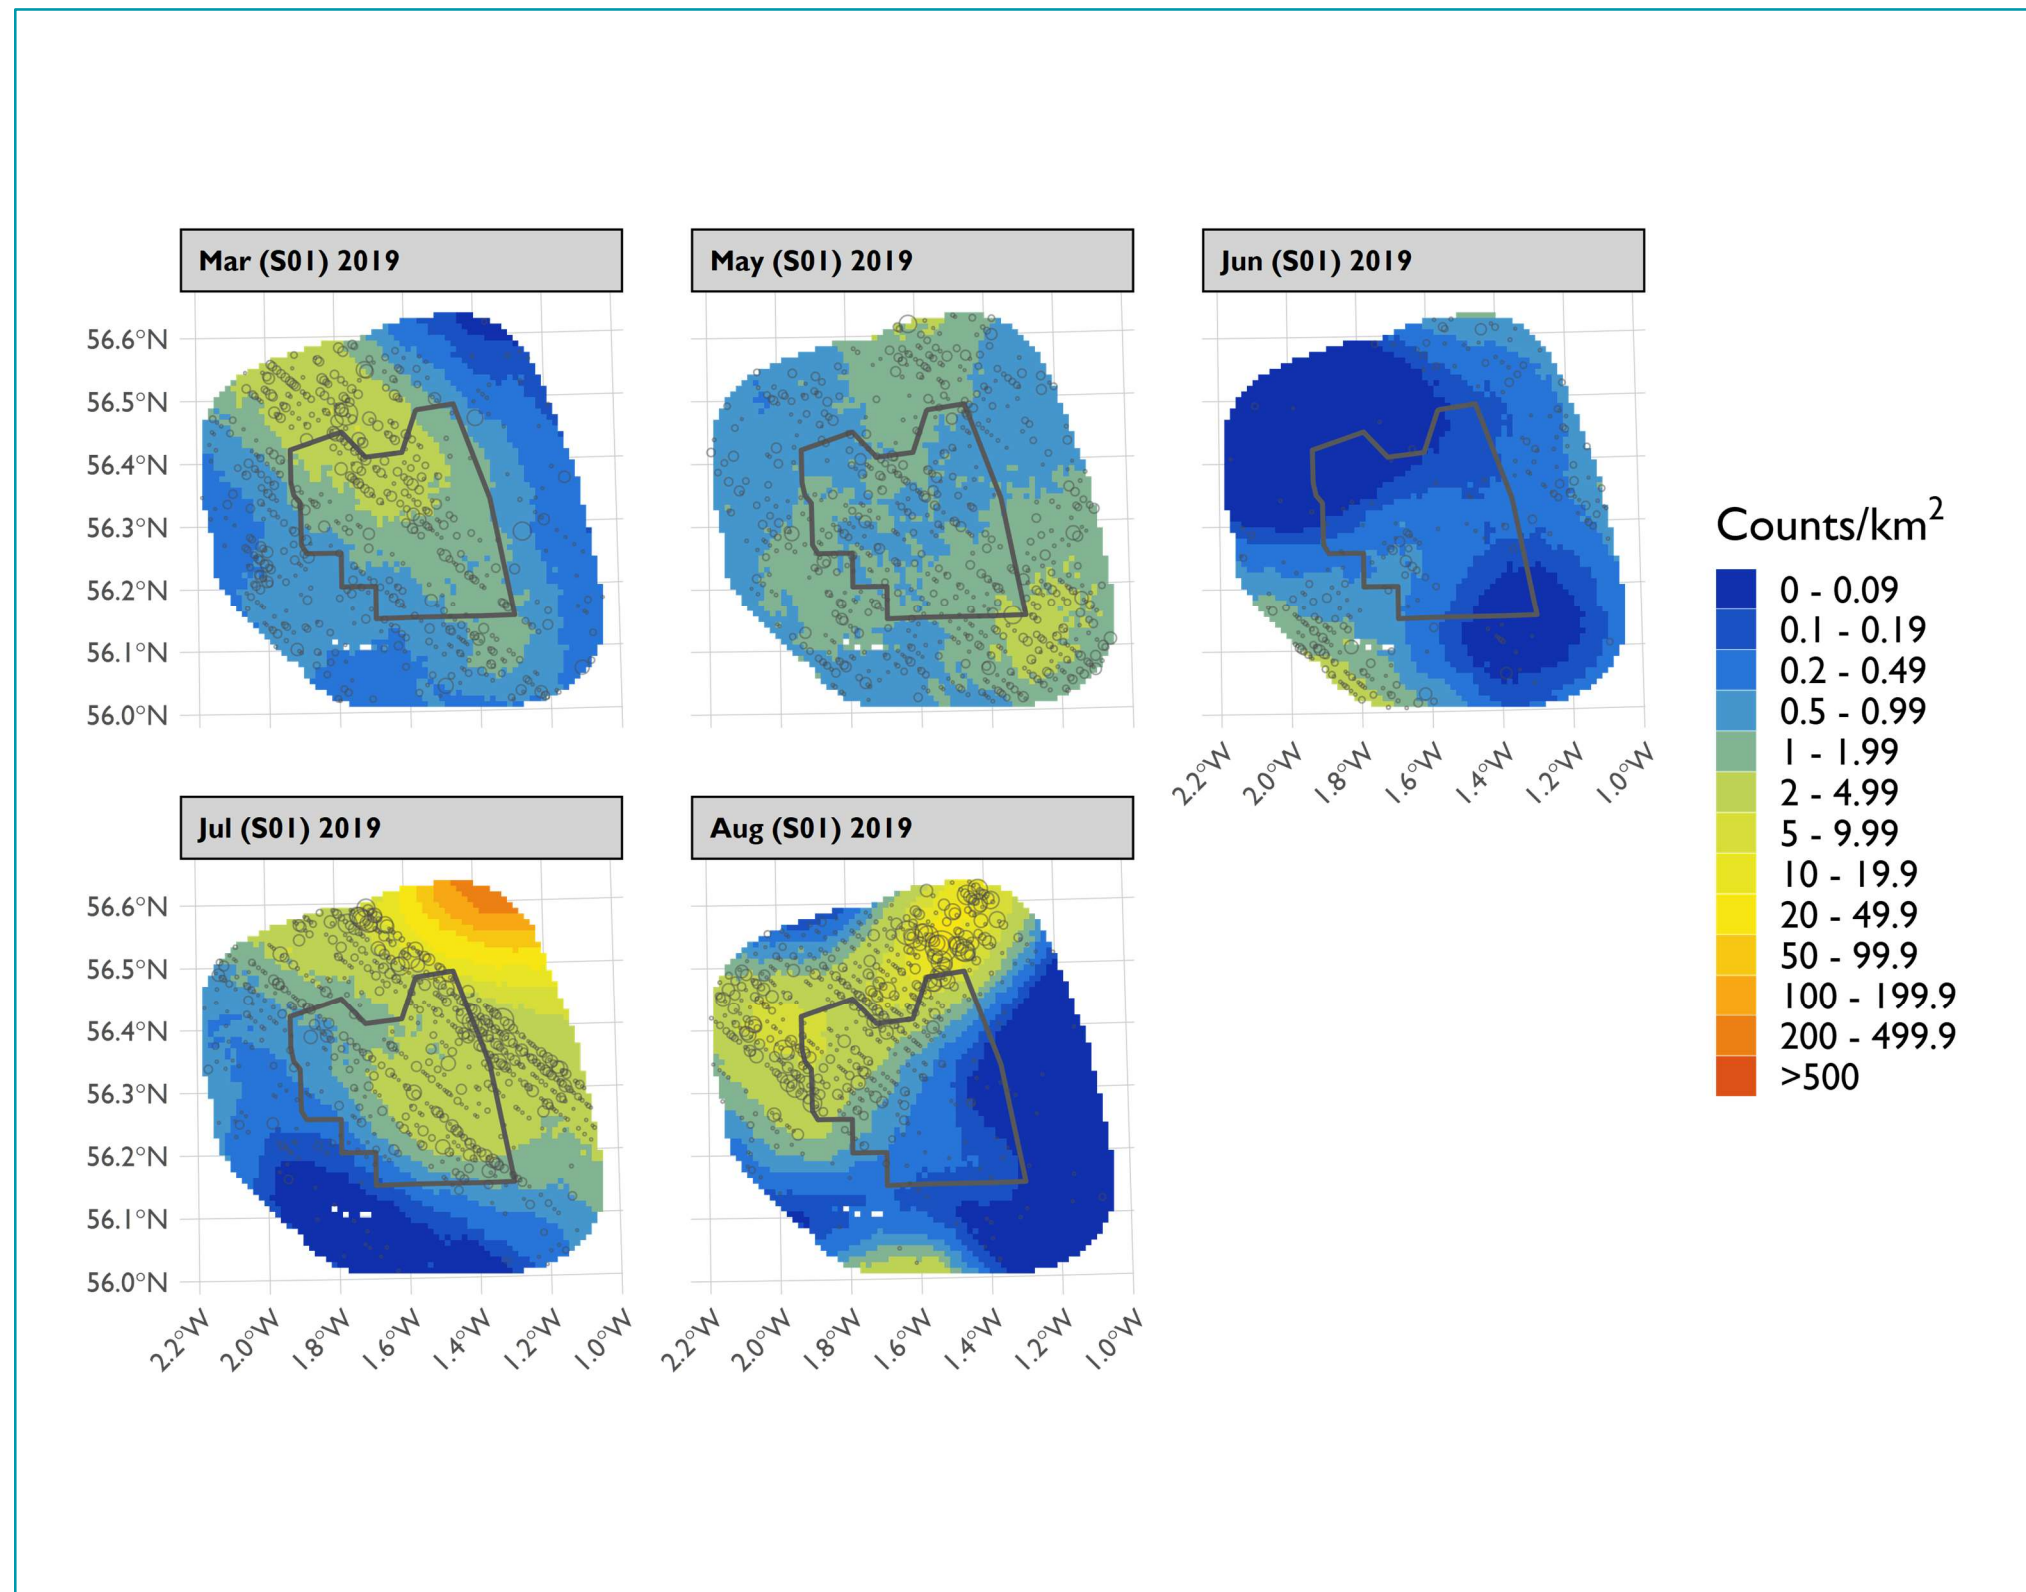 Mar (S01) 2019
May (S01) 2019
Jun (S01) 2019
56.6°N
56.5°N
56.4°N
56.3°N
56.2°N
56.1°N
56.0°N
2.2°W
2.0°W
1.8°W
1.6°W
1.4°W
1.2°W
1.0°W
Jul (S01) 2019
Aug (S01) 2019
56.6°N
56.5°N
56.4°N
56.3°N
56.2°N
56.1°N
56.0°N
2.2°W
2.0°W
1.8°W
1.6°W
1.4°W
1.2°W
1.0°W
2.2°W
2.0°W
1.8°W
1.6°W
1.4°W
1.2°W
1.0°W
Counts/km²
0 - 0.09
0.1 - 0.19
0.2 - 0.49
0.5 - 0.99
1 - 1.99
2 - 4.99
5 - 9.99
10 - 19.9
20 - 49.9
50 - 99.9
100 - 199.9
200 - 499.9
>500